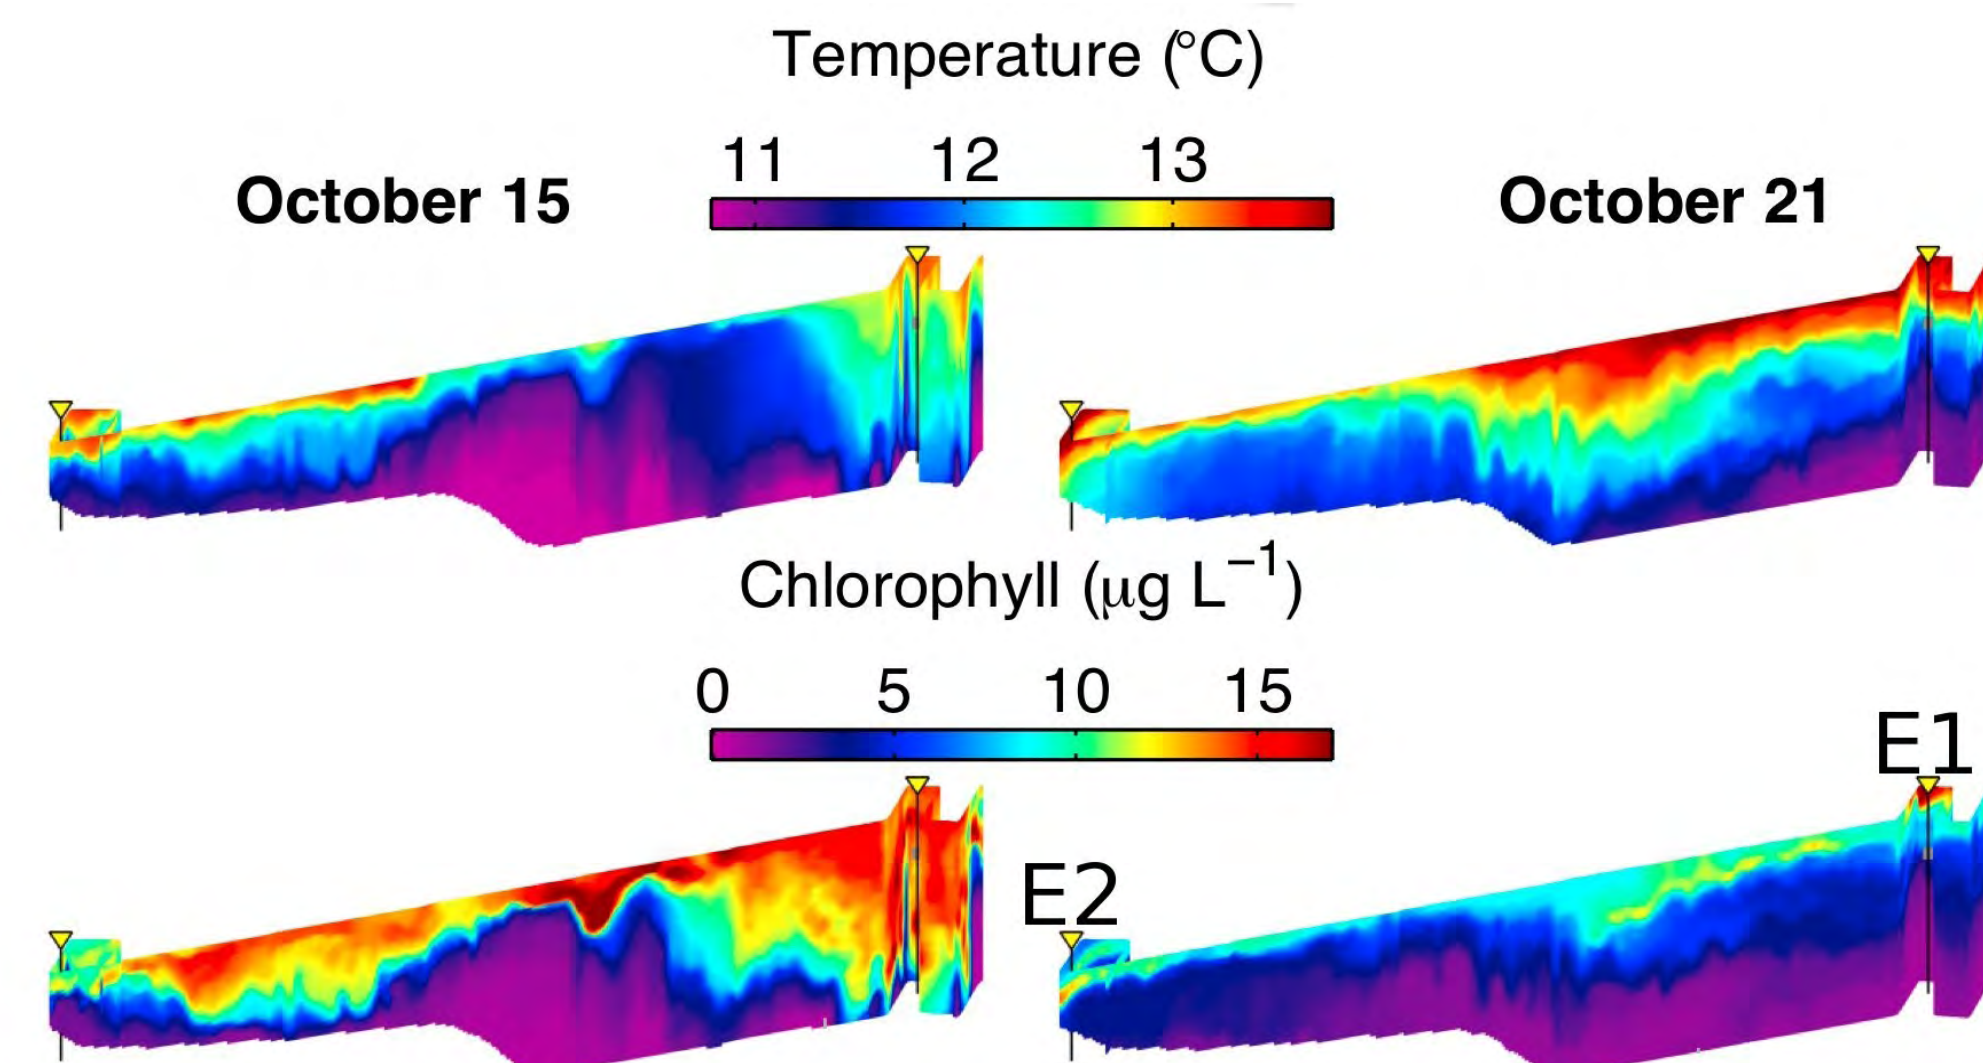 Temperature (°C)
11 12 13
October 15
October 21
Chlorophyll (µg L⁻¹)
0 5 10 15
E1
E2